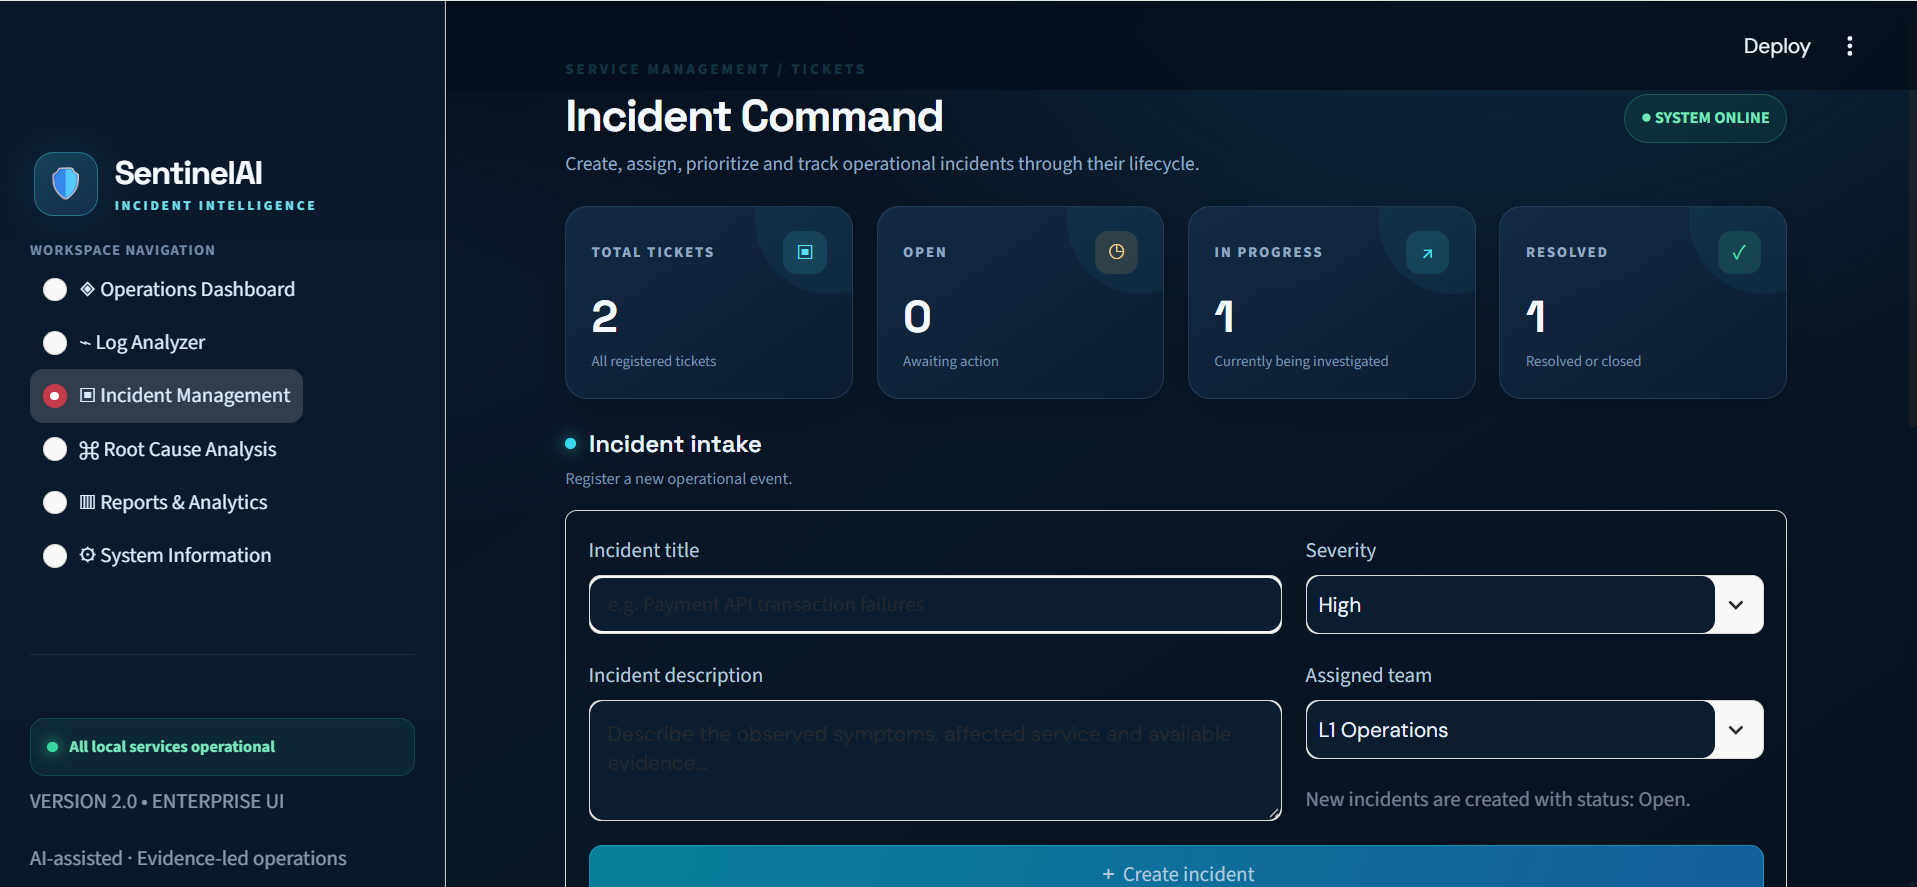 Deploy
SERVICE MANAGEMENT / TICKETS
Incident Command
SYSTEM ONLINE
Create, assign, prioritize and track operational incidents through their lifecycle.
SentinelAI
INCIDENT INTELLIGENCE
WORKSPACE NAVIGATION
Operations Dashboard
Log Analyzer
Incident Management
Root Cause Analysis
Reports & Analytics
System Information
All local services operational
VERSION 2.0 • ENTERPRISE UI
AI-assisted · Evidence-led operations
TOTAL TICKETS
2
All registered tickets
OPEN
0
Awaiting action
IN PROGRESS
1
Currently being investigated
RESOLVED
1
Resolved or closed
Incident intake
Register a new operational event.
Incident title
e.g. Payment API transaction failures
Severity
High
Incident description
Describe the observed symptoms, affected service and available
evidence...
Assigned team
L1 Operations
New incidents are created with status: Open.
+ Create incident